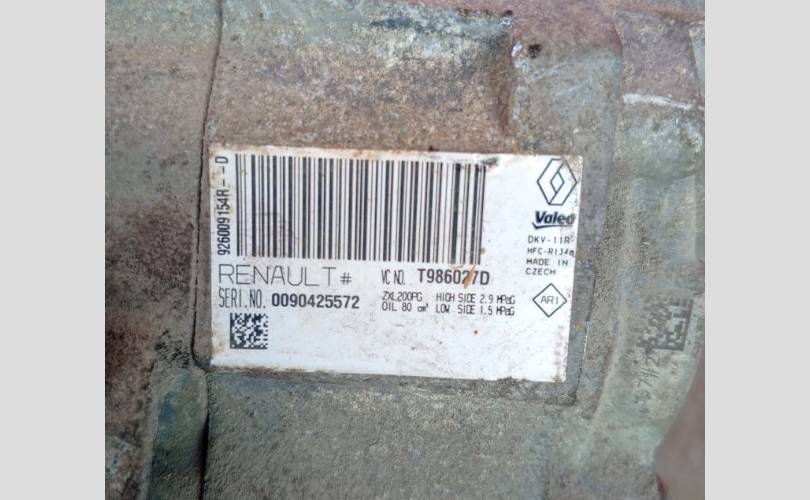 926009154R--D
Valeo
DKV-11R
HFC-R134a
MADE IN
CZECH
RENAULT# VC NO. T986027D
SERI.NO. 0090425572
ZXL200PG HIGH SIDE 2.9 MPaG
OIL 80 cm³ LOW SIDE 1.5 MPaG
AR1